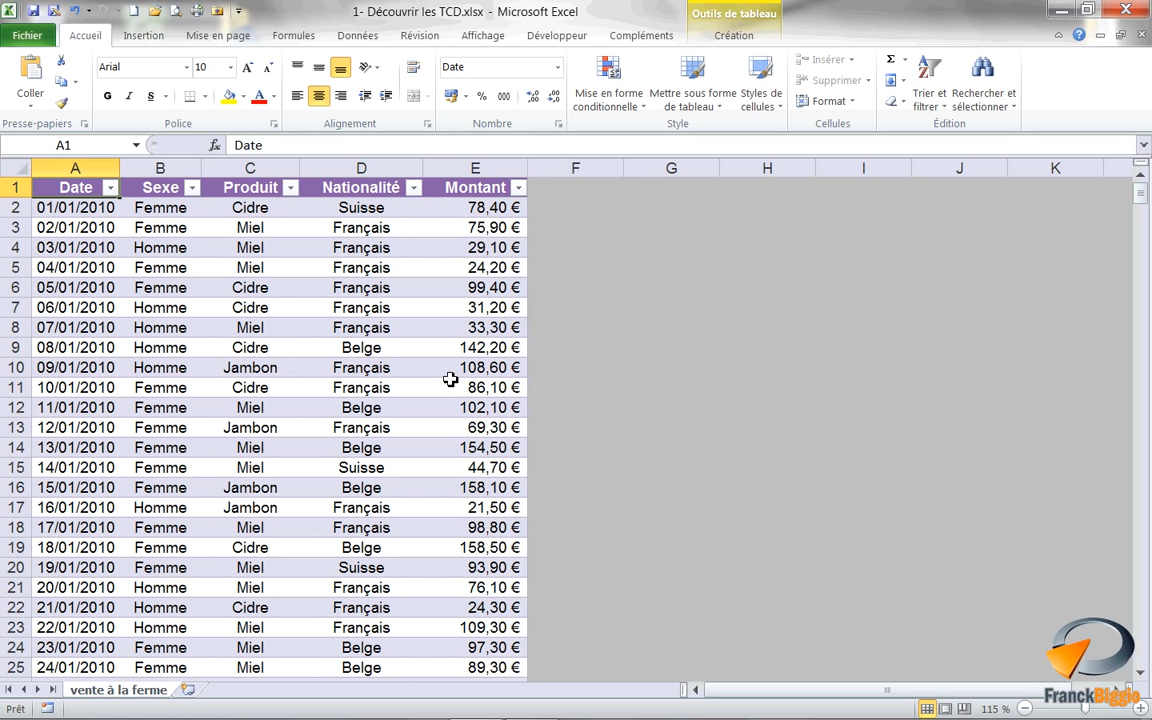 1- Découvrir les TCD.xlsx - Microsoft Excel
Outils de tableau
Fichier Accueil Insertion Mise en page Formules Données Révision Affichage Développeur Compléments Création
Coller
Presse-papiers
Arial 10
G I S
Police
Alignement
Date
% 000
Nombre
Mise en forme conditionnelle
Mettre sous forme de tableau
Styles de cellules
Style
Insérer
Supprimer
Format
Cellules
Σ
Trier et filtrer
Rechercher et sélectionner
Édition
A1 fx Date
A B C D E F G H I J K
1 Date Sexe Produit Nationalité Montant
2 01/01/2010 Femme Cidre Suisse 78,40 €
3 02/01/2010 Femme Miel Français 75,90 €
4 03/01/2010 Homme Miel Français 29,10 €
5 04/01/2010 Femme Miel Français 24,20 €
6 05/01/2010 Femme Cidre Français 99,40 €
7 06/01/2010 Homme Cidre Français 31,20 €
8 07/01/2010 Homme Miel Français 33,30 €
9 08/01/2010 Homme Cidre Belge 142,20 €
10 09/01/2010 Homme Jambon Français 108,60 €
11 10/01/2010 Femme Cidre Français 86,10 €
12 11/01/2010 Femme Miel Belge 102,10 €
13 12/01/2010 Femme Jambon Français 69,30 €
14 13/01/2010 Femme Miel Belge 154,50 €
15 14/01/2010 Femme Miel Suisse 44,70 €
16 15/01/2010 Femme Jambon Belge 158,10 €
17 16/01/2010 Homme Jambon Français 21,50 €
18 17/01/2010 Femme Miel Français 98,80 €
19 18/01/2010 Femme Cidre Belge 158,50 €
20 19/01/2010 Femme Miel Suisse 93,90 €
21 20/01/2010 Homme Miel Français 76,10 €
22 21/01/2010 Homme Cidre Français 24,30 €
23 22/01/2010 Homme Miel Français 109,30 €
24 23/01/2010 Femme Miel Belge 97,30 €
25 24/01/2010 Femme Miel Belge 89,30 €
vente à la ferme
FranckBiggio
Prêt 115 %